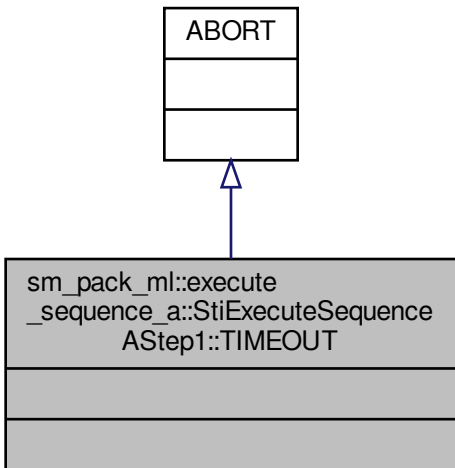 ABORT
sm_pack_ml::execute
_sequence_a::StiExecuteSequence
AStep1::TIMEOUT